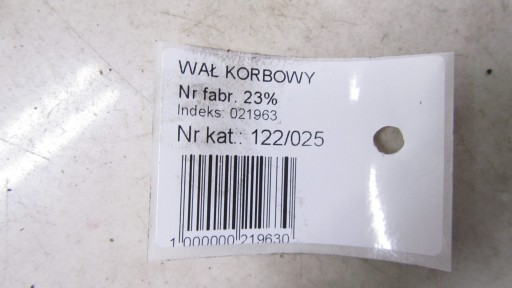 WAŁ KORBOWY
Nr fabr. 23%
Indeks: 021963
Nr kat.: 122/025
1 000000 219630